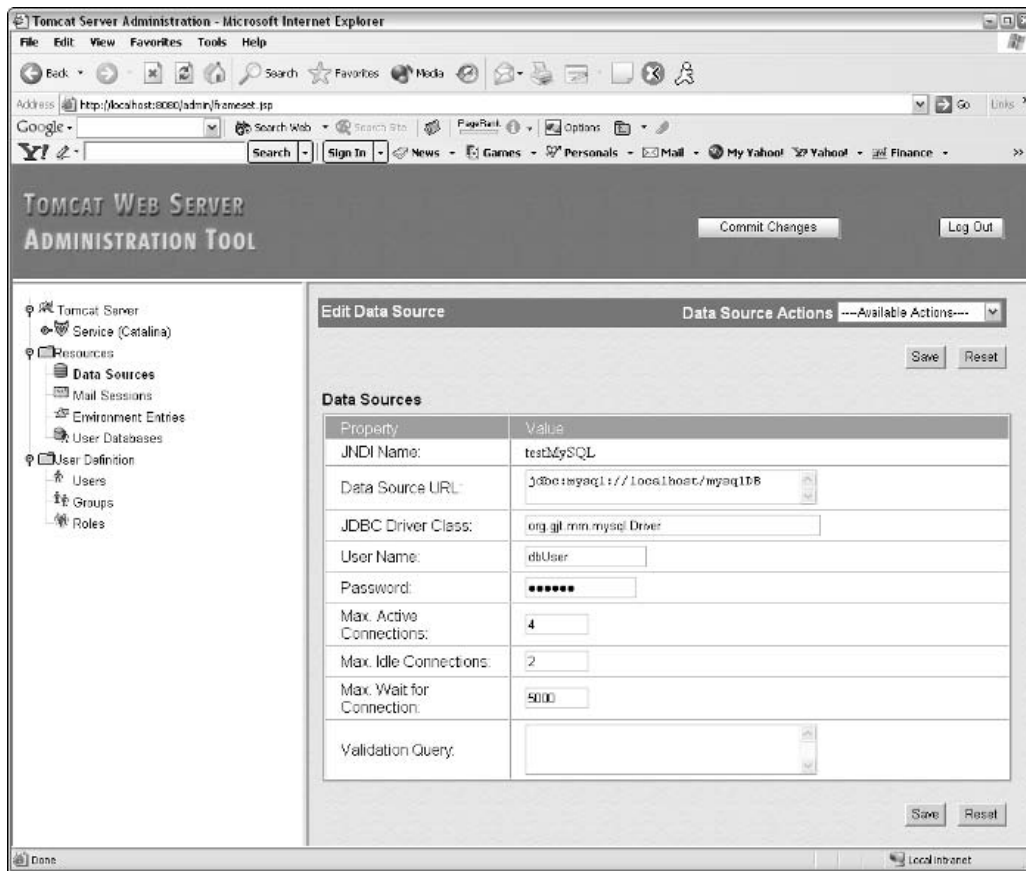 Tomcat Server Administration - Microsoft Internet Explorer
File Edit View Favorites Tools Help
Back Search Favorites Media
Address http://localhost:8080/admin/frameset.jsp Go Links
Google Search Web Search Site PageRank Options
Y! Search Sign In News Games Personals Mail My Yahoo! Yahoo! Finance »
TOMCAT WEB SERVER
ADMINISTRATION TOOL
Commit Changes Log Out
Tomcat Server
Service (Catalina)
Resources
Data Sources
Mail Sessions
Environment Entries
User Databases
User Definition
Users
Groups
Roles
Edit Data Source Data Source Actions ----Available Actions----
Save Reset
Data Sources
Property Value
JNDI Name: testMySQL
Data Source URL: jdbc:mysql://localhost/mysqlDB
JDBC Driver Class: org.gjt.mm.mysql.Driver
User Name: dbUser
Password: ••••••
Max. Active
Connections: 4
Max. Idle Connections: 2
Max. Wait for
Connection: 5000
Validation Query:
Save Reset
Done Local intranet